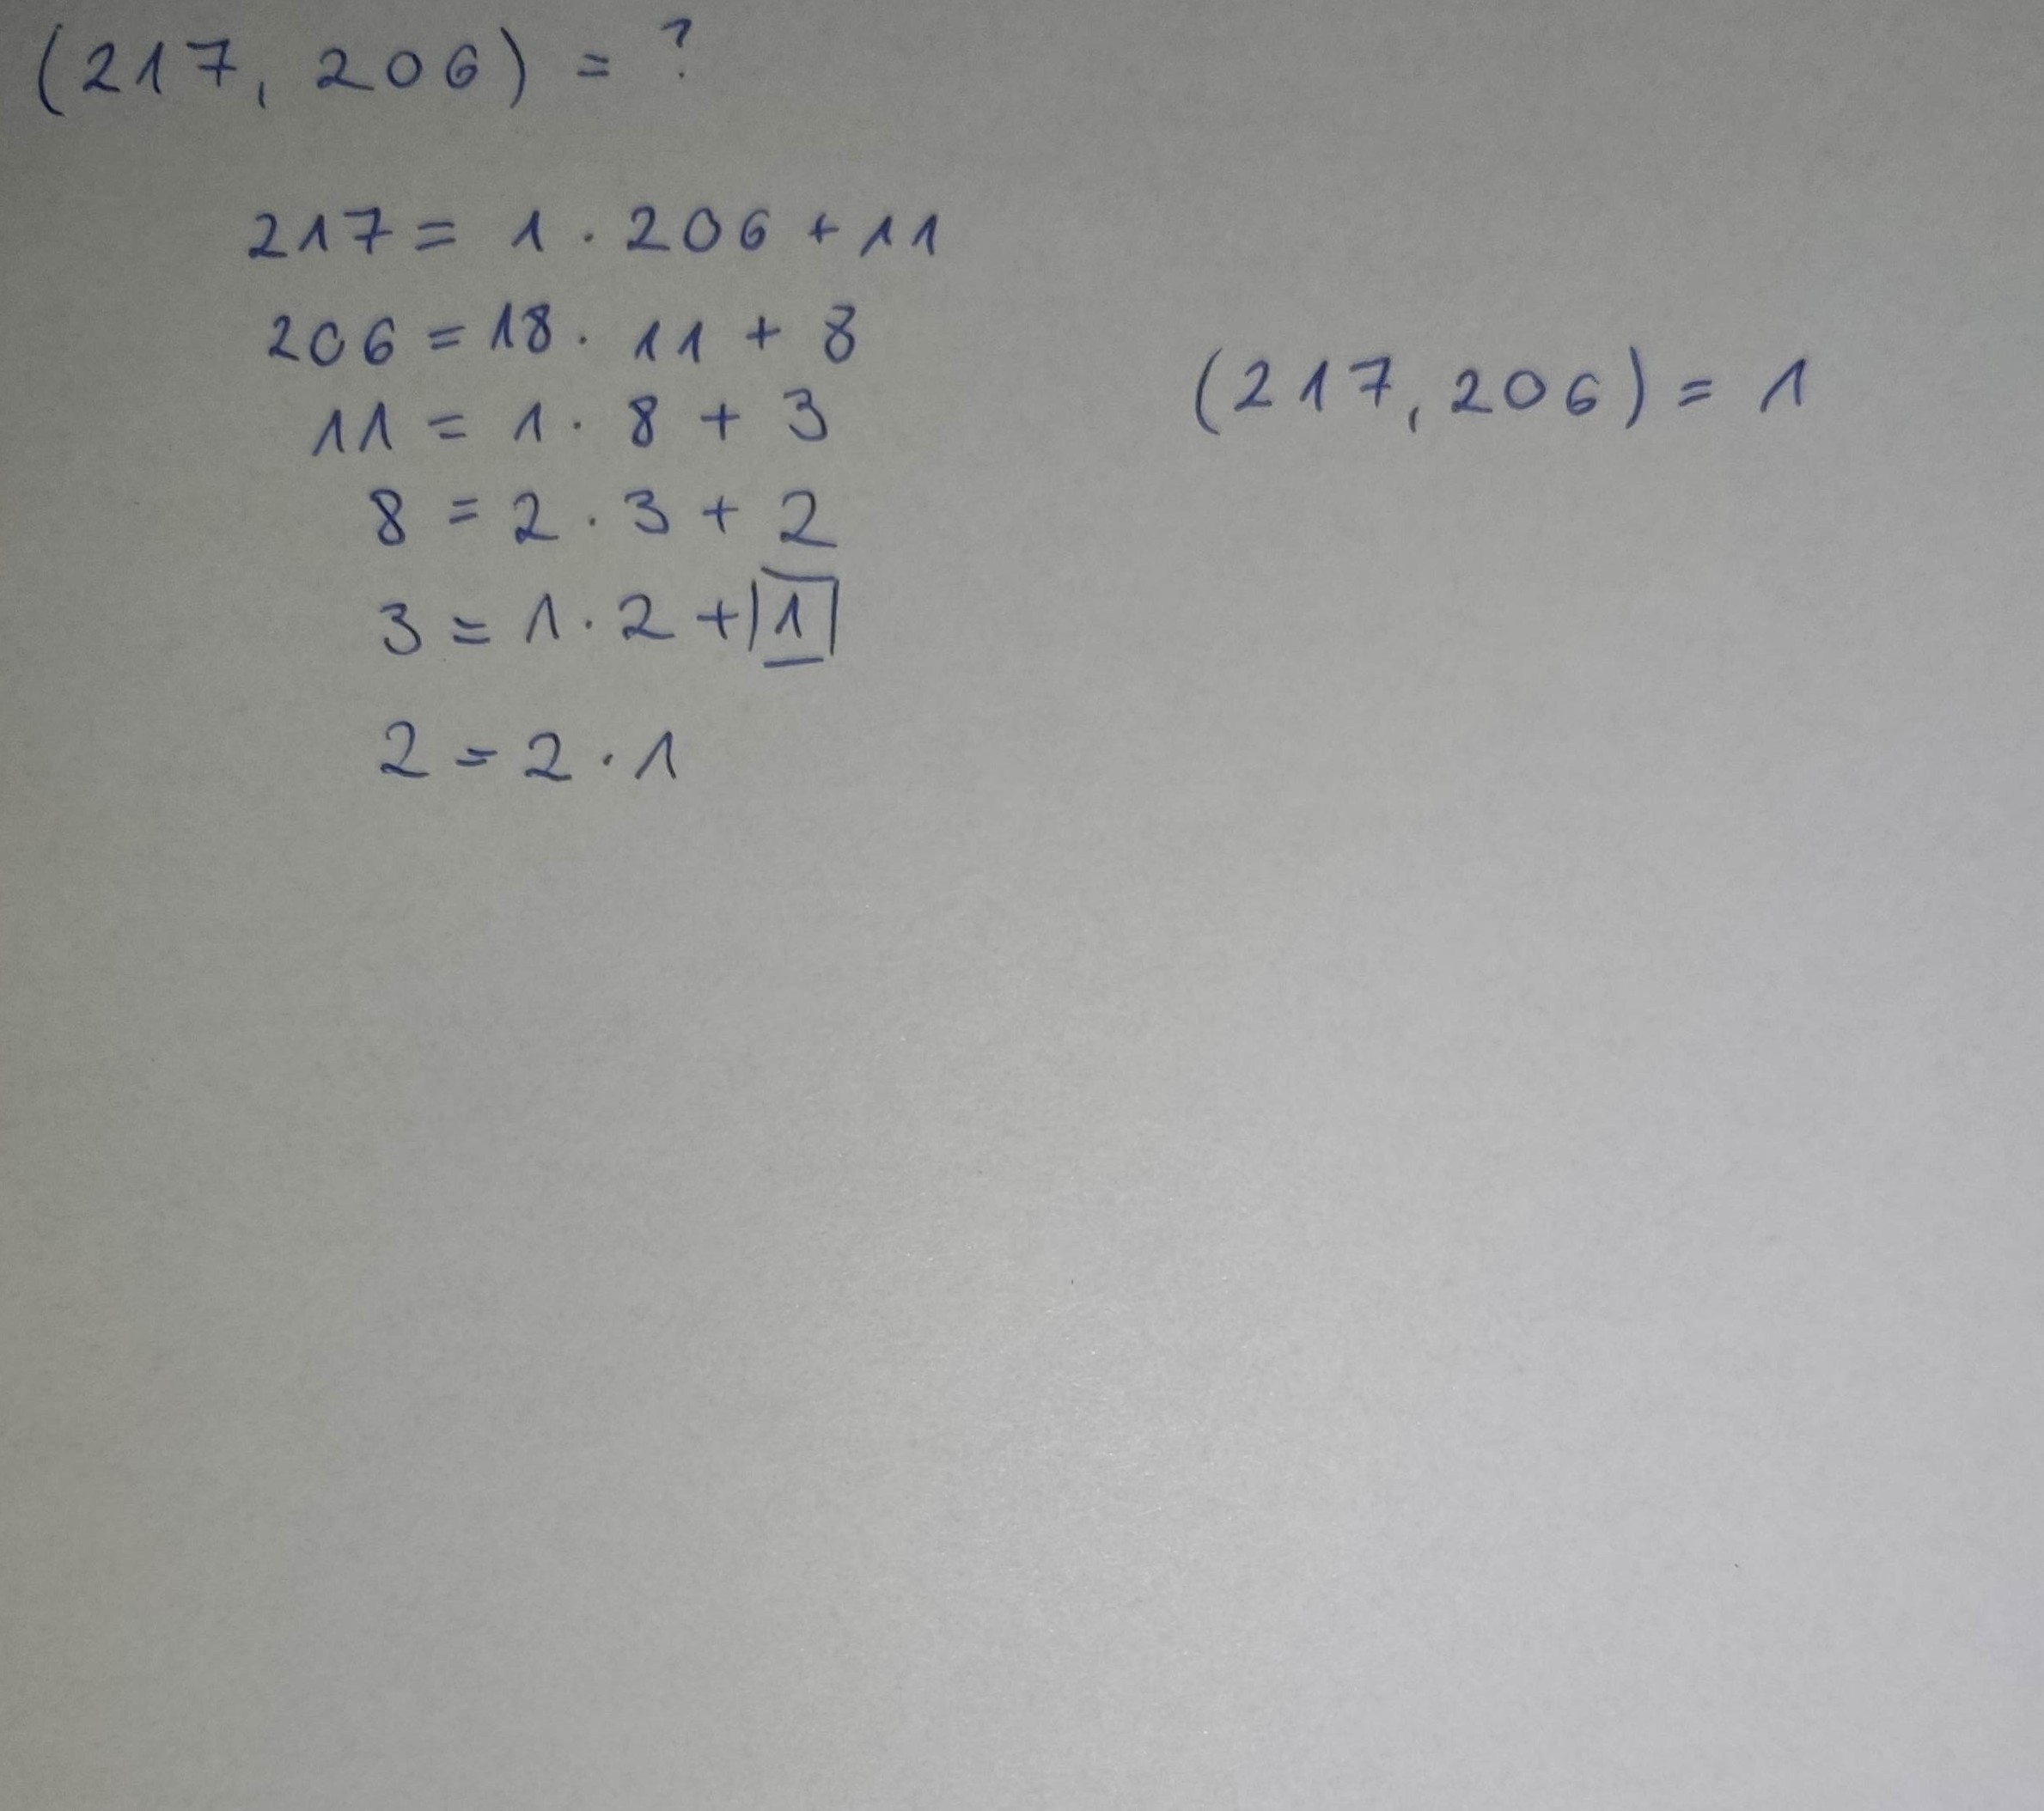 (217, 206) = ?
217 = 1 · 206 + 11
206 = 18 · 11 + 8
11 = 1 · 8 + 3
(217, 206) = 1
8 = 2 · 3 + 2
3 = 1 · 2 + 1
2 = 2 · 1